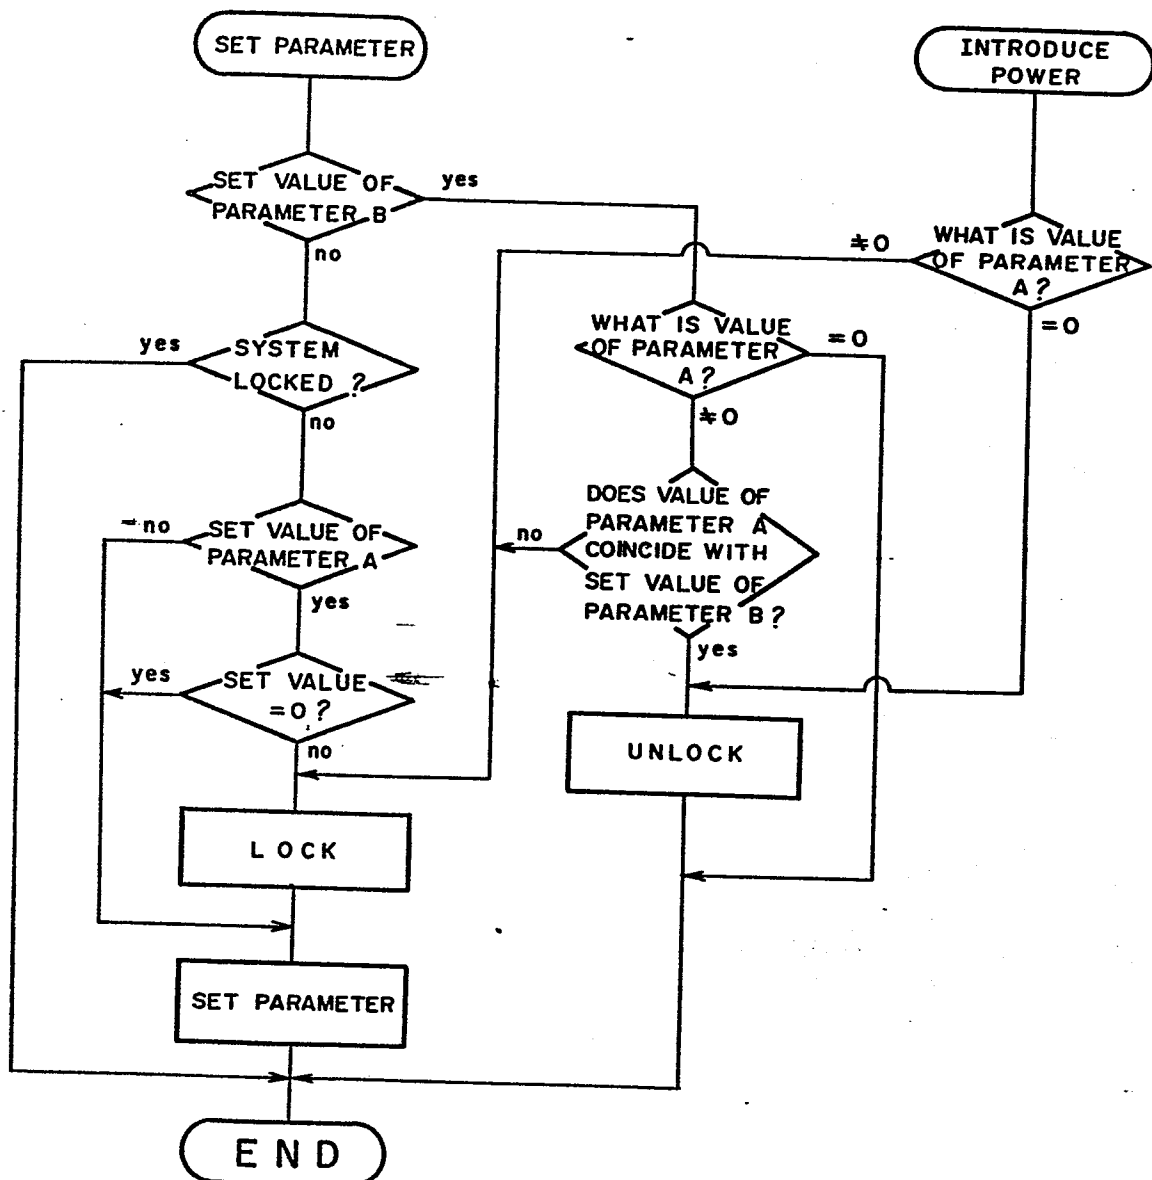 SET PARAMETER
INTRODUCE
POWER
SET VALUE OF
PARAMETER B
yes
no
≠0
WHAT IS VALUE
OF PARAMETER
A?
=0
WHAT IS VALUE
OF PARAMETER
A?
=0
≠0
yes
SYSTEM
LOCKED ?
no
DOES VALUE OF
PARAMETER A
COINCIDE WITH
SET VALUE OF
PARAMETER B?
no
yes
no
SET VALUE OF
PARAMETER A
yes
yes
SET VALUE
=0?
no
UNLOCK
LOCK
SET PARAMETER
END